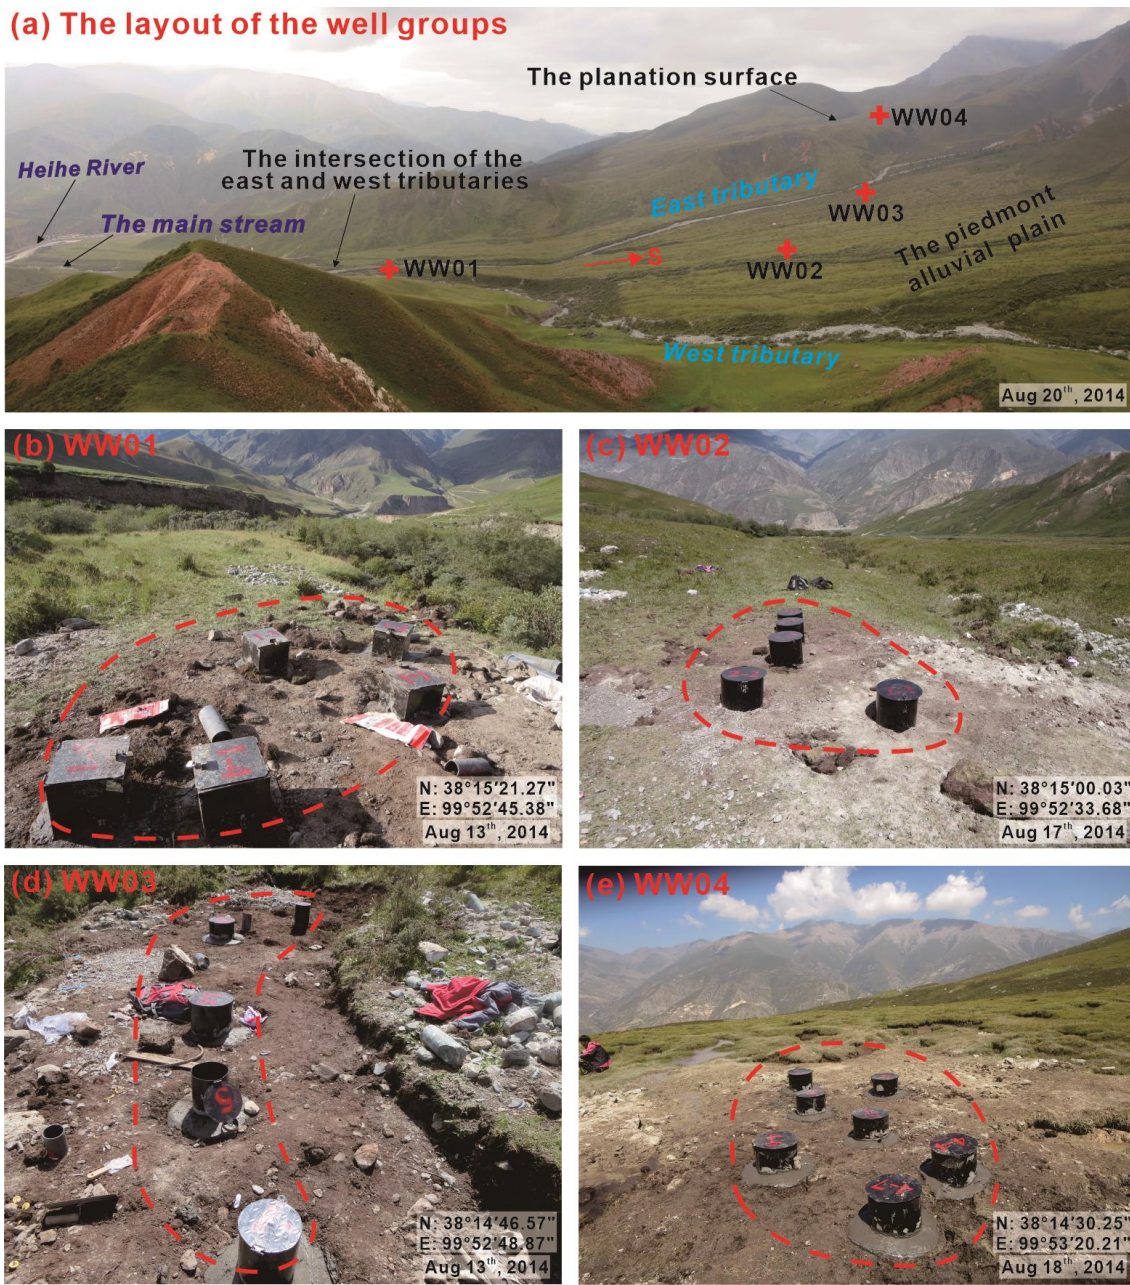 (a) The layout of the well groups
The planation surface
WW04
The intersection of the
east and west tributaries
Heihe River
The main stream
East tributary
WW03
The piedmont
alluvial plain
WW01
S
WW02
West tributary
Aug 20th, 2014
(b) WW01
N: 38°15'21.27"
E: 99°52'45.38"
Aug 13th, 2014
(c) WW02
N: 38°15'00.03"
E: 99°52'33.68"
Aug 17th, 2014
(d) WW03
5
N: 38°14'46.57"
E: 99°52'48.87"
Aug 13th, 2014
(e) WW04
N: 38°14'30.25"
E: 99°53'20.21"
Aug 18th, 2014